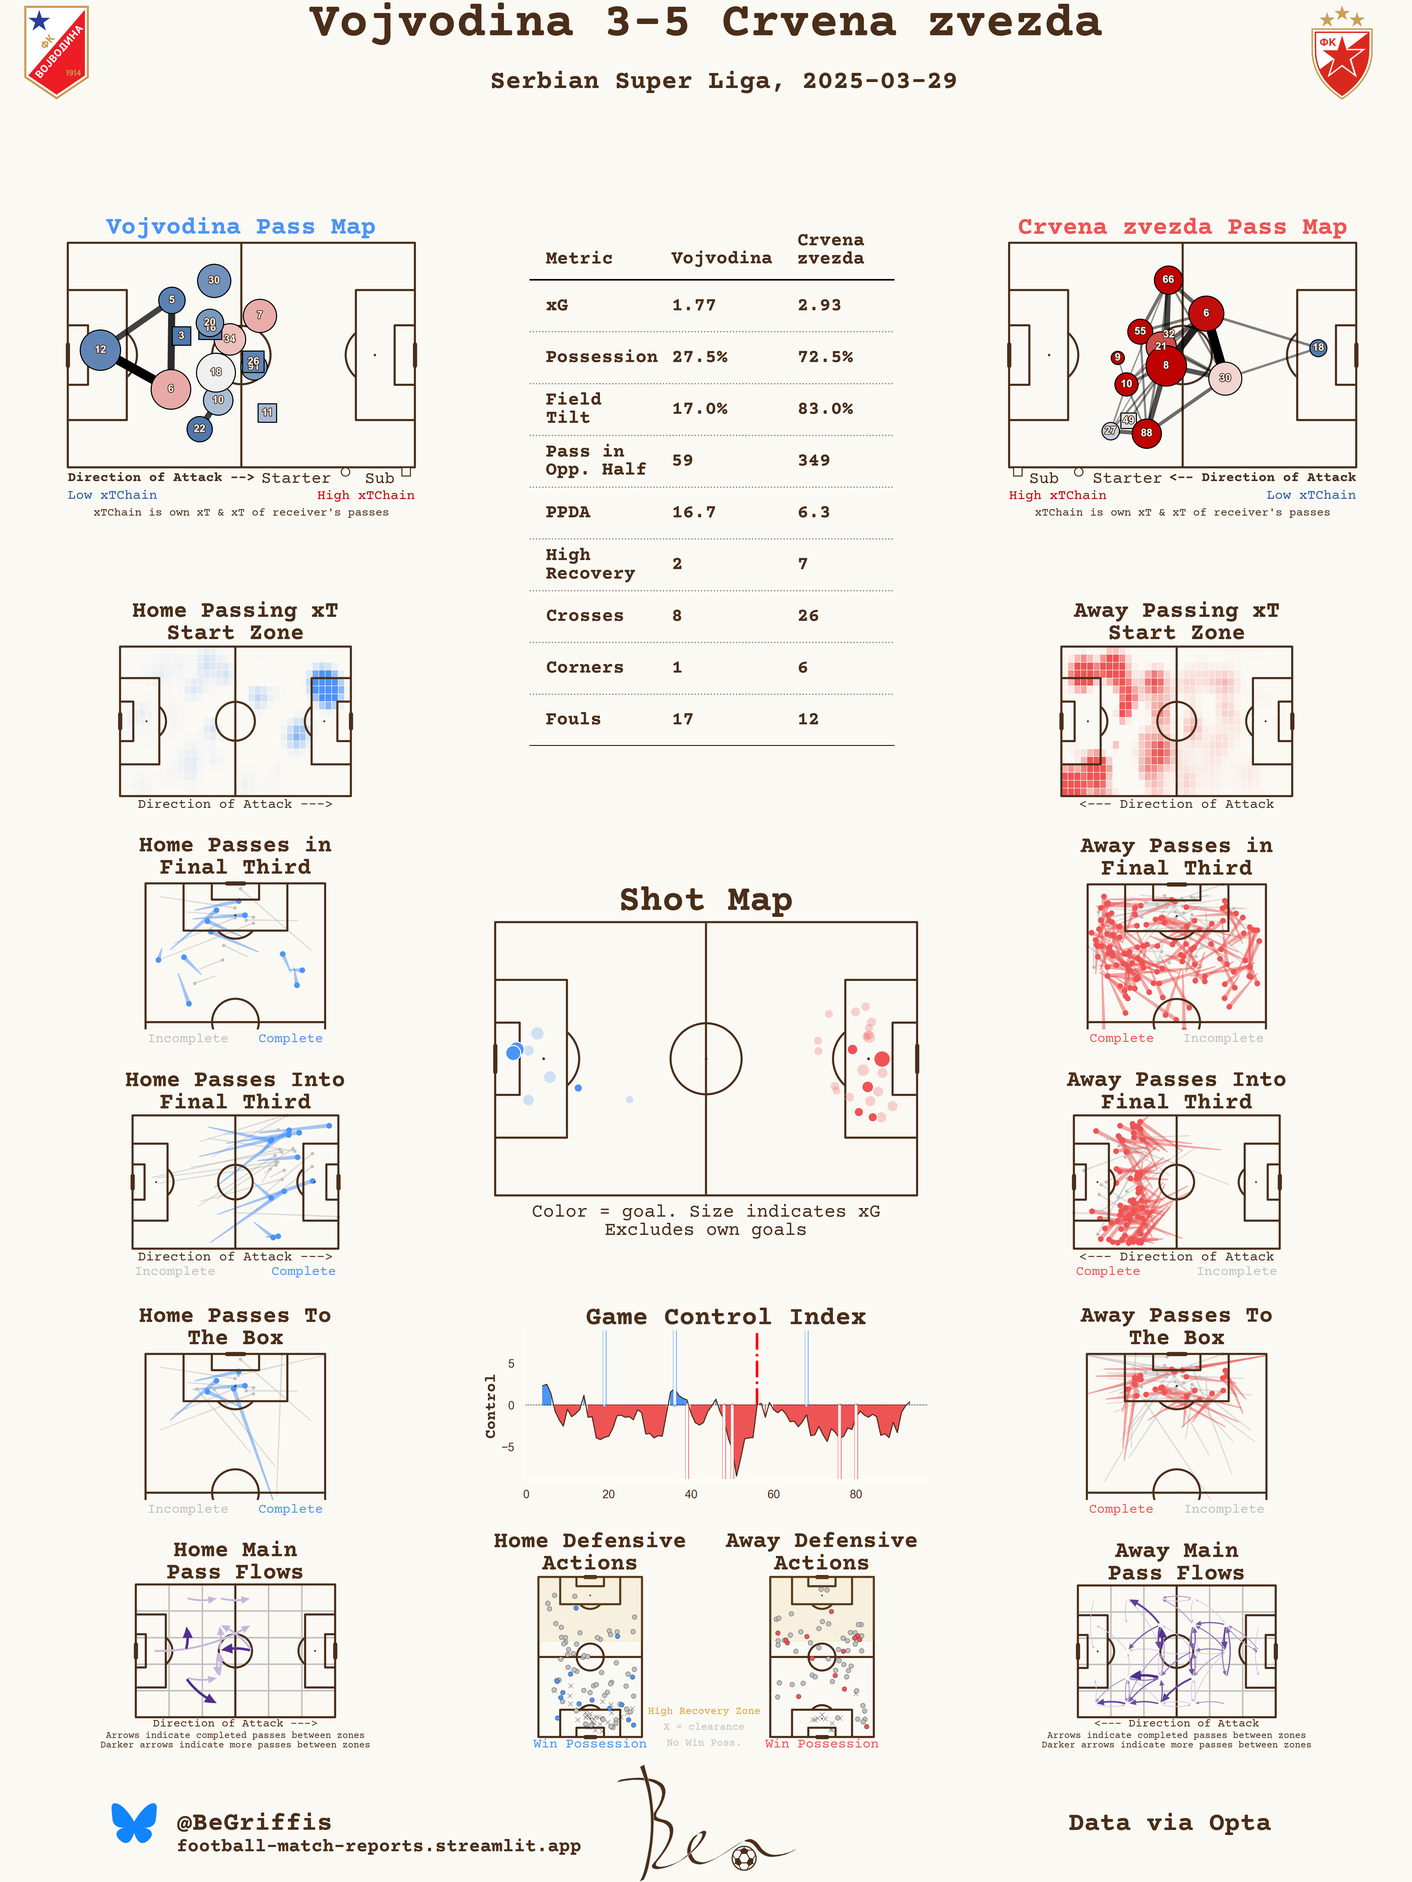 Vojvodina 3-5 Crvena zvezda
Serbian Super Liga, 2025-03-29
ФК
ВОЈВОДИНА
1914
ФК
Vojvodina Pass Map
12
5
6
30
3
20
16
34
7
18
26
91
10
11
22
Direction of Attack --> Starter Sub
Low xTChain High xTChain
xTChain is own xT & xT of receiver's passes
Metric Vojvodina Crvena zvezda
xG 1.77 2.93
Possession 27.5% 72.5%
Field Tilt 17.0% 83.0%
Pass in Opp. Half 59 349
PPDA 16.7 6.3
High Recovery 2 7
Crosses 8 26
Corners 1 6
Fouls 17 12
Crvena zvezda Pass Map
66
6
55
32
21
9
8
18
10
30
49
27
88
Sub Starter <-- Direction of Attack
High xTChain Low xTChain
xTChain is own xT & xT of receiver's passes
Home Passing xT
Start Zone
Direction of Attack --->
Away Passing xT
Start Zone
<--- Direction of Attack
Home Passes in
Final Third
Incomplete Complete
Away Passes in
Final Third
Complete Incomplete
Shot Map
Color = goal. Size indicates xG
Excludes own goals
Home Passes Into
Final Third
Direction of Attack --->
Incomplete Complete
Away Passes Into
Final Third
<--- Direction of Attack
Complete Incomplete
Home Passes To
The Box
Incomplete Complete
Game Control Index
Control
5
0
−5
0 20 40 60 80
Away Passes To
The Box
Complete Incomplete
Home Main
Pass Flows
Direction of Attack --->
Arrows indicate completed passes between zones
Darker arrows indicate more passes between zones
Home Defensive
Actions
Win Possession
High Recovery Zone
X = clearance
No Win Poss.
Away Defensive
Actions
Win Possession
Away Main
Pass Flows
<--- Direction of Attack
Arrows indicate completed passes between zones
Darker arrows indicate more passes between zones
@BeGriffis
football-match-reports.streamlit.app
Ben
Data via Opta